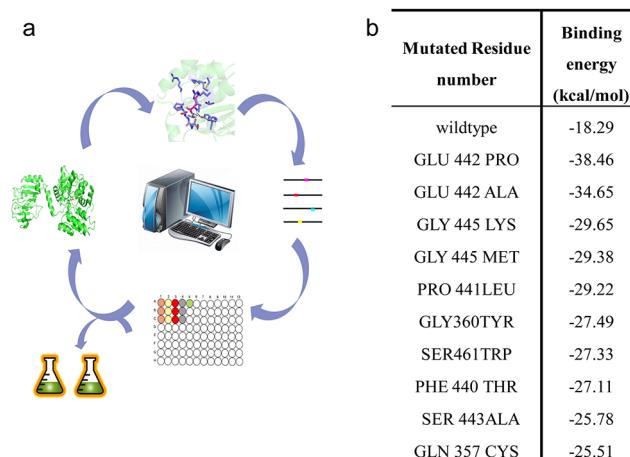 a
b
Mutated Residue number
Binding energy (kcal/mol)
wildtype -18.29
GLU 442 PRO -38.46
GLU 442 ALA -34.65
GLY 445 LYS -29.65
GLY 445 MET -29.38
PRO 441LEU -29.22
GLY360TYR -27.49
SER461TRP -27.33
PHE 440 THR -27.11
SER 443ALA -25.78
GLN 357 CYS -25.51